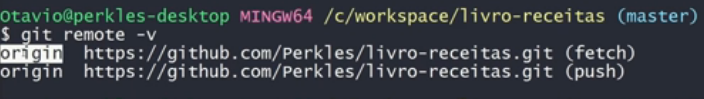 Otavio@perkles-desktop MINGW64 /c/workspace/livro-receitas (master)
$ git remote -v
origin  https://github.com/Perkles/livro-receitas.git (fetch)
origin  https://github.com/Perkles/livro-receitas.git (push)